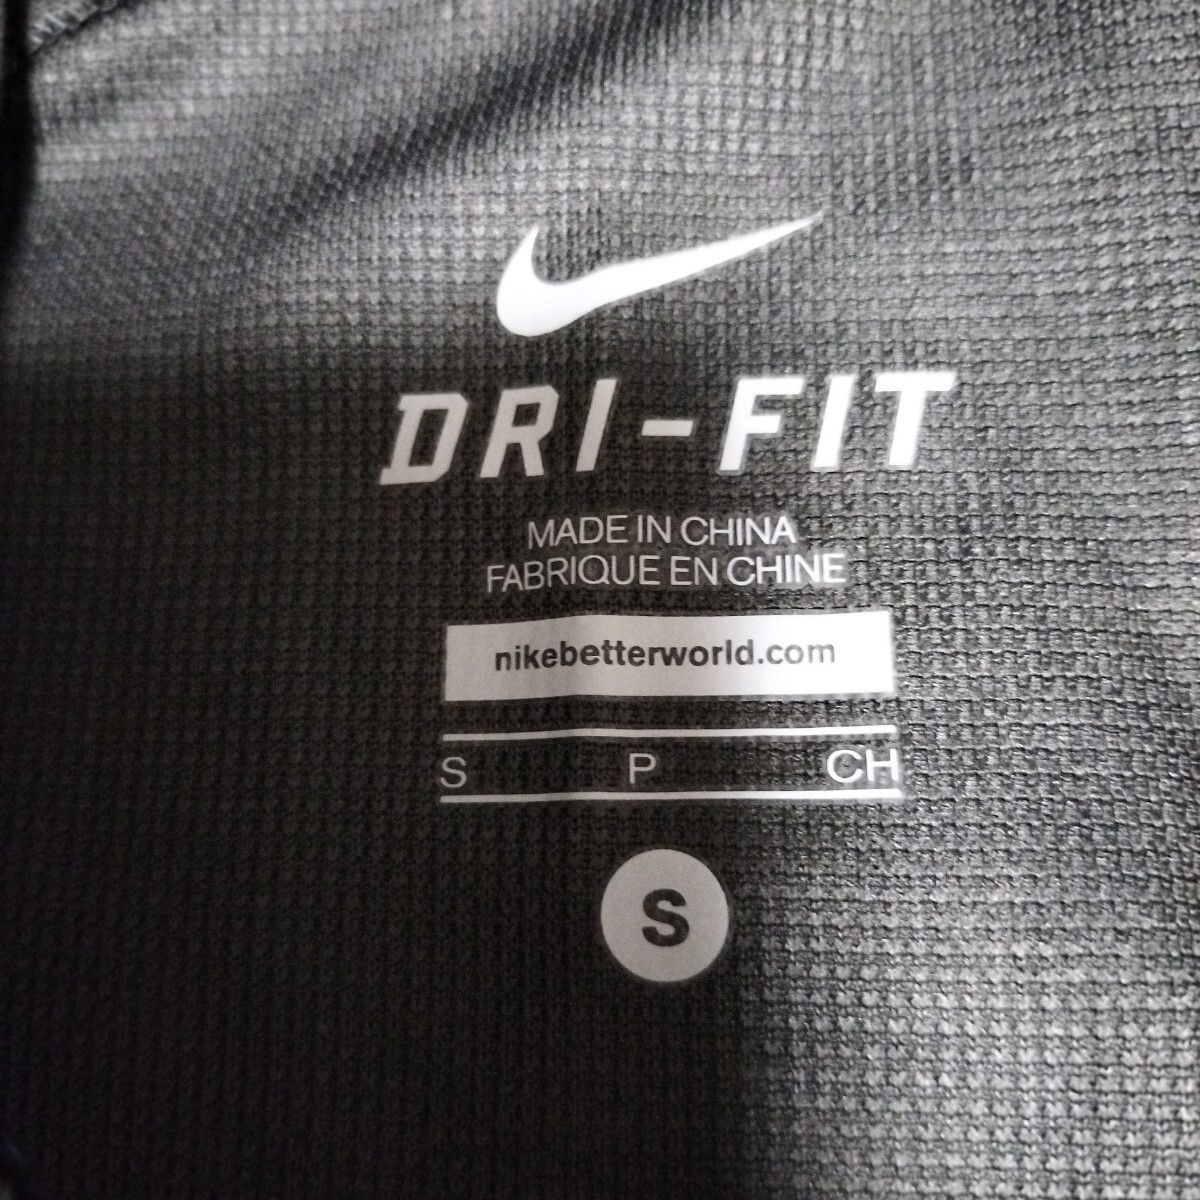 DRI-FIT
MADE IN CHINA
FABRIQUE EN CHINE
nikebetterworld.com
S P CH
S